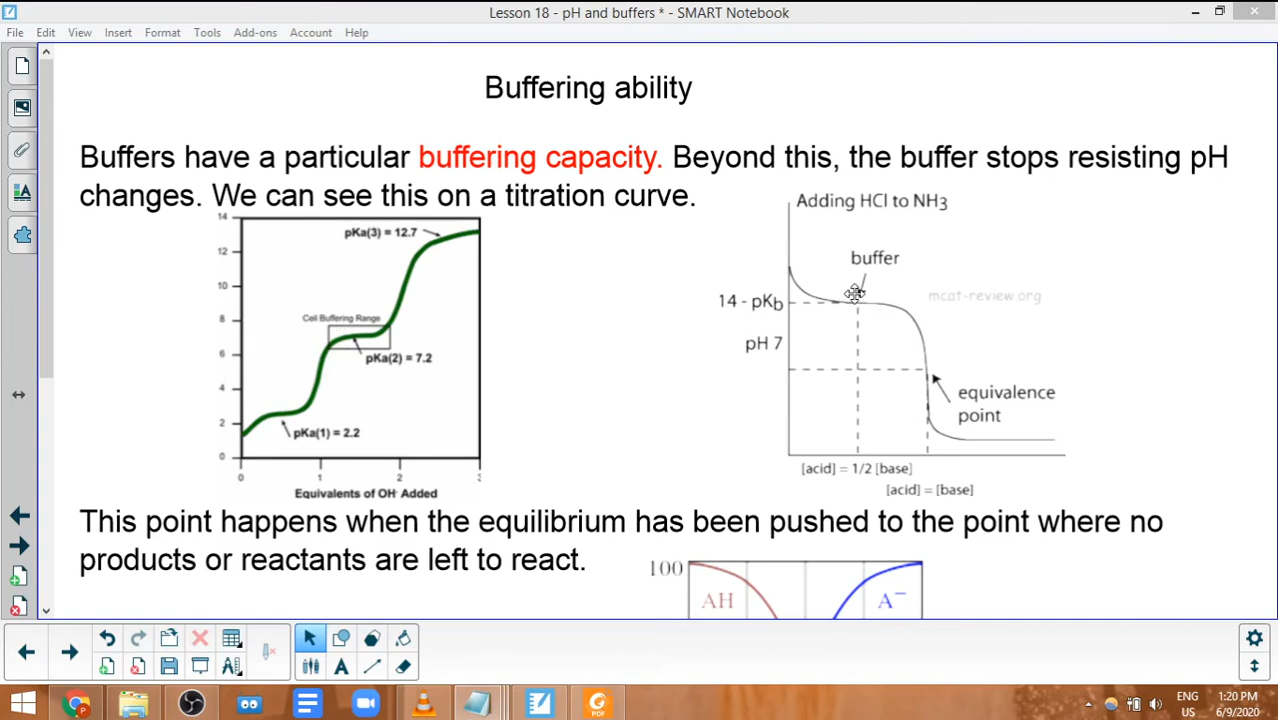 Lesson 18 - pH and buffers * - SMART Notebook
File Edit View Insert Format Tools Add-ons Account Help
Buffering ability
Buffers have a particular buffering capacity. Beyond this, the buffer stops resisting pH
changes. We can see this on a titration curve.
14
12
10
8
6
4
2
0
pKa(3) = 12.7
Cell Buffering Range
pKa(2) = 7.2
pKa(1) = 2.2
0 1 2 3
Equivalents of OH Added
Adding HCl to NH3
buffer
mcat-review.org
14 - pKb
pH 7
equivalence
point
[acid] = 1/2 [base]
[acid] = [base]
This point happens when the equilibrium has been pushed to the point where no
products or reactants are left to react.
100
AH
A−
A
A
PDF
ENG
US
1:20 PM
6/9/2020